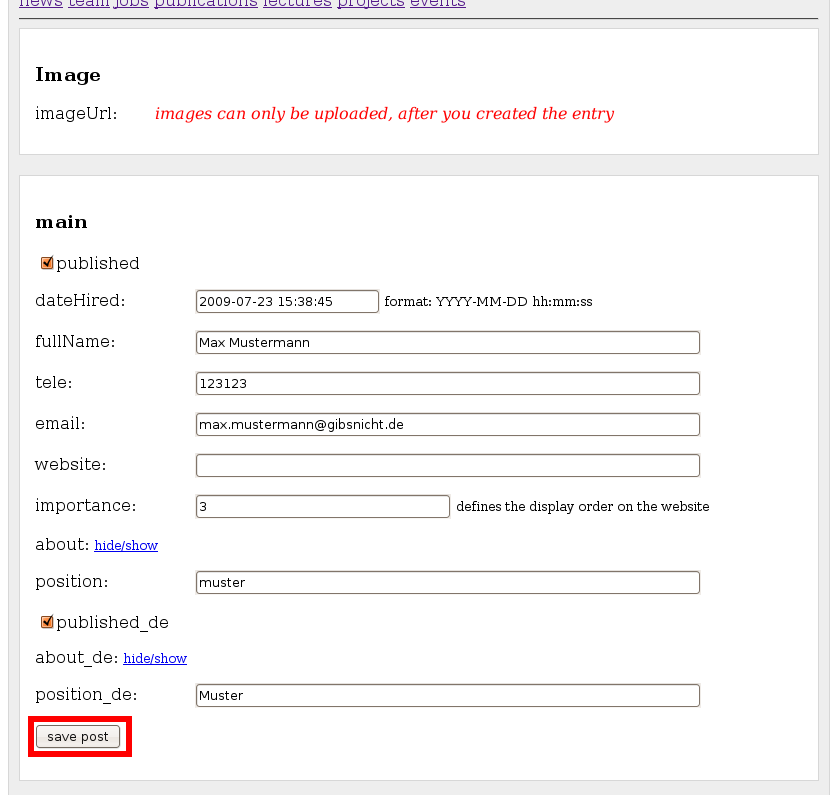 news team jobs publications lectures projects events
Image
imageUrl: images can only be uploaded, after you created the entry
main
published
dateHired: 2009-07-23 15:38:45 format: YYYY-MM-DD hh:mm:ss
fullName: Max Mustermann
tele: 123123
email: max.mustermann@gibsnicht.de
website:
importance: 3 defines the display order on the website
about: hide/show
position: muster
published_de
about_de: hide/show
position_de: Muster
save post